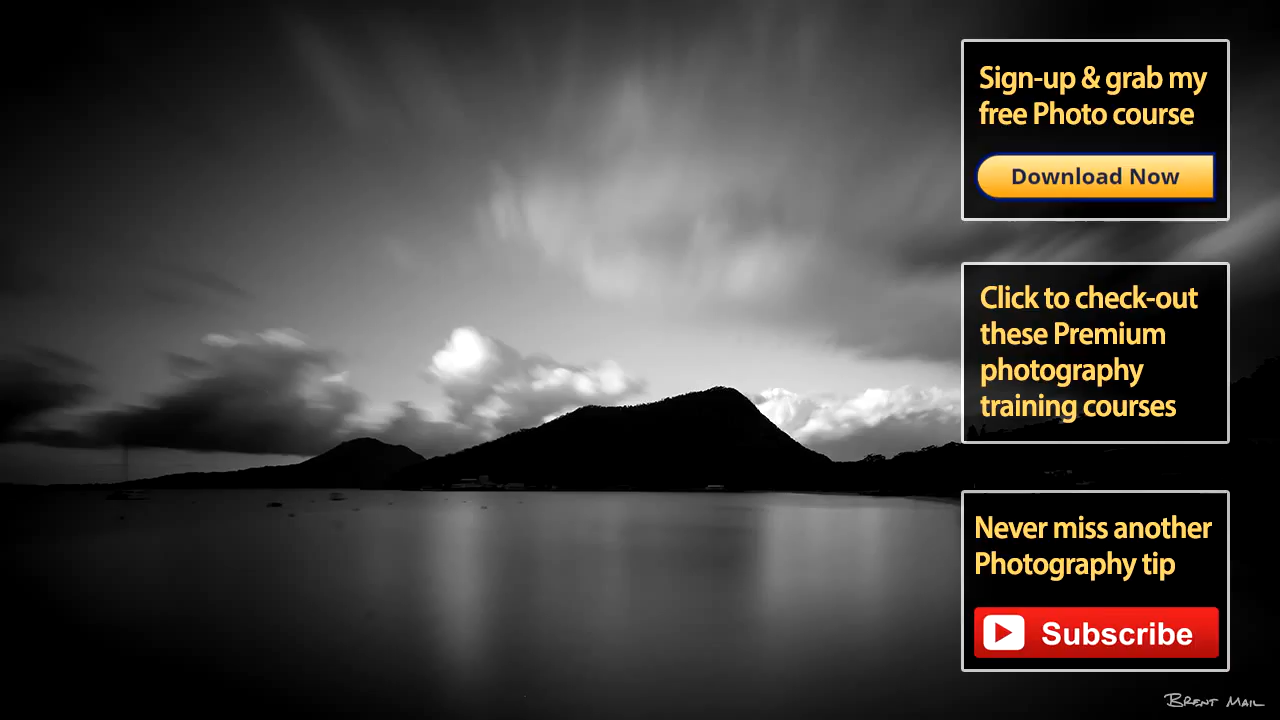 Sign-up & grab my
free Photo course
Download Now
Click to check-out
these Premium
photography
training courses
Never miss another
Photography tip
Subscribe
BRENT MAIL